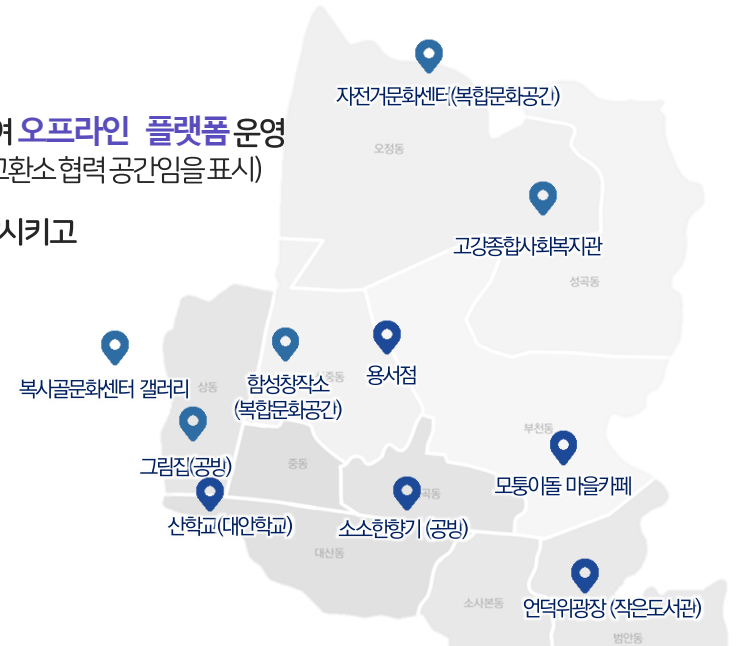 자전거문화센터(복합문화공간)
여 오프라인 플랫폼 운영
오정동
교환소 협력 공간임을 표시)
시키고
고강종합사회복지관
성곡동
복사골문화센터 갤러리
상동
함성창작소
(복합문화공간)
중동
용서점
그림집(공방)
중동
부천동
모퉁이돌 마을카페
곡동
산학교(대안학교)
소소한향기 (공방)
대산동
소사본동
언덕위광장 (작은도서관)
범안동